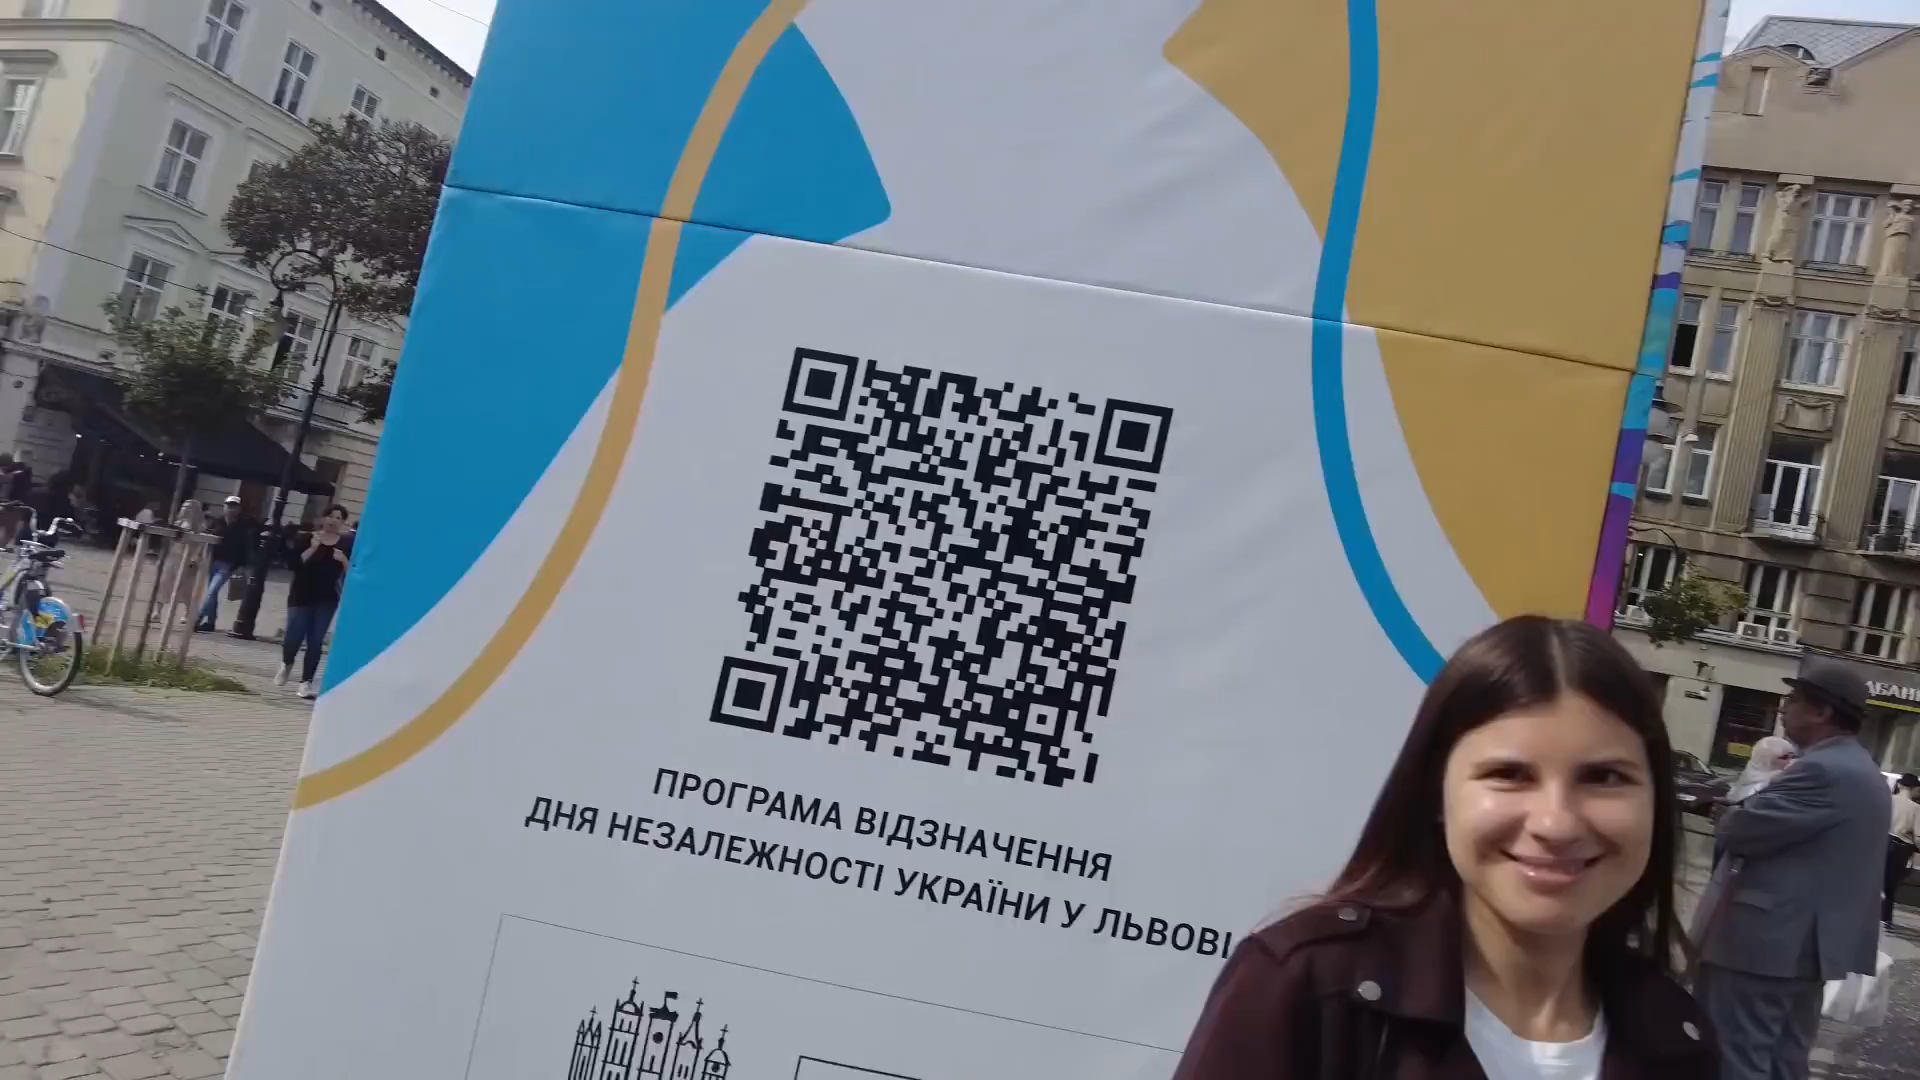 ПРОГРАМА ВІДЗНАЧЕННЯ
ДНЯ НЕЗАЛЕЖНОСТІ УКРАЇНИ У ЛЬВОВІ